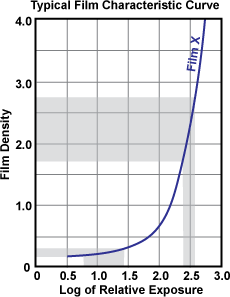 Typical Film Characteristic Curve
4.0
3.0
2.0
1.0
0
Film Density
Film X
0 0.5 1.0 1.5 2.0 2.5 3.0
Log of Relative Exposure